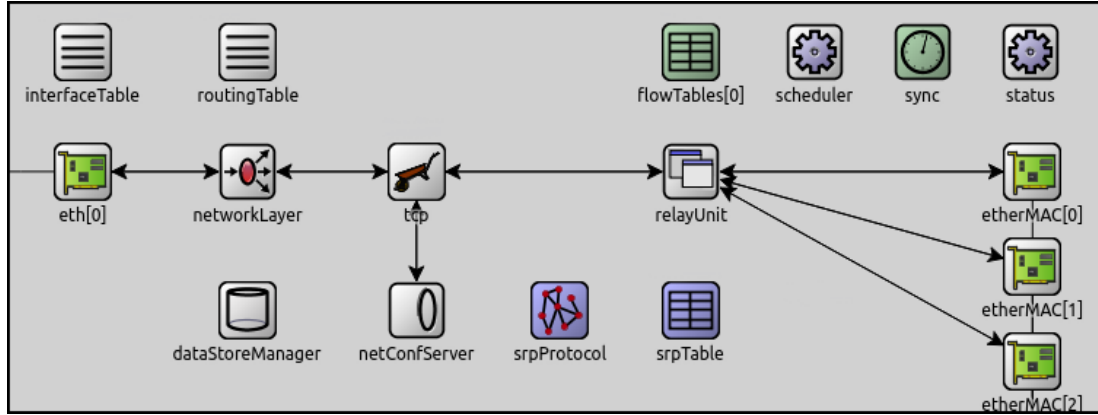 interfaceTable
routingTable
flowTables[0]
scheduler
sync
status
eth[0]
networkLayer
tcp
relayUnit
etherMAC[0]
etherMAC[1]
dataStoreManager
netConfServer
srpProtocol
srpTable
etherMAC[2]